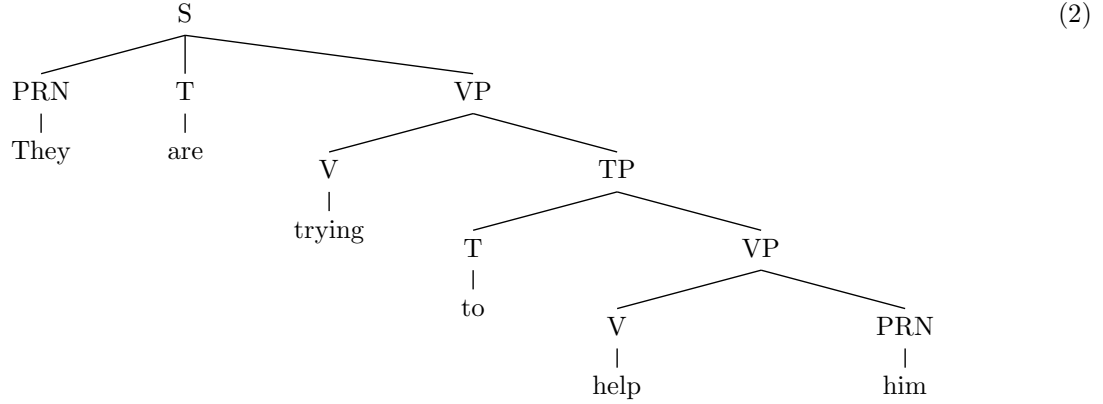 S (2)
PRN T VP
They are V TP
trying T VP
to V PRN
help him